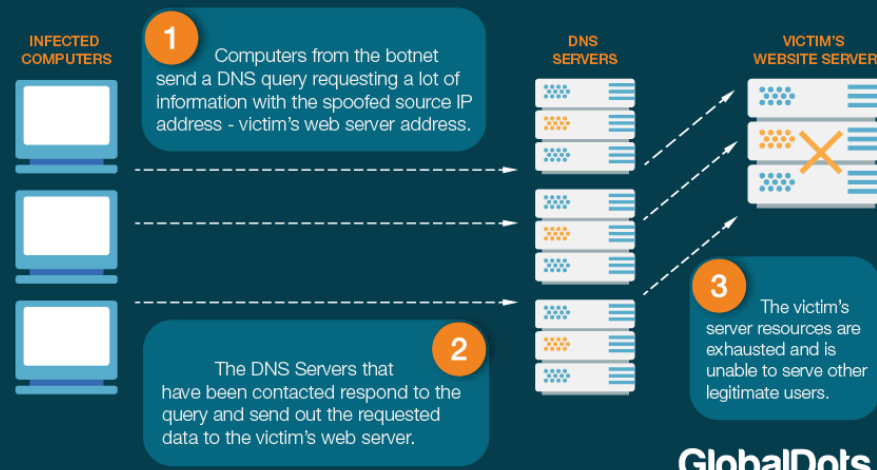 INFECTED
COMPUTERS
1
Computers from the botnet
send a DNS query requesting a lot of
information with the spoofed source IP
address - victim's web server address.
DNS
SERVERS
VICTIM'S
WEBSITE SERVER
2
The DNS Servers that
have been contacted respond to the
query and send out the requested
data to the victim's web server.
3
The victim's
server resources are
exhausted and is
unable to serve other
legitimate users.
GlobalDots